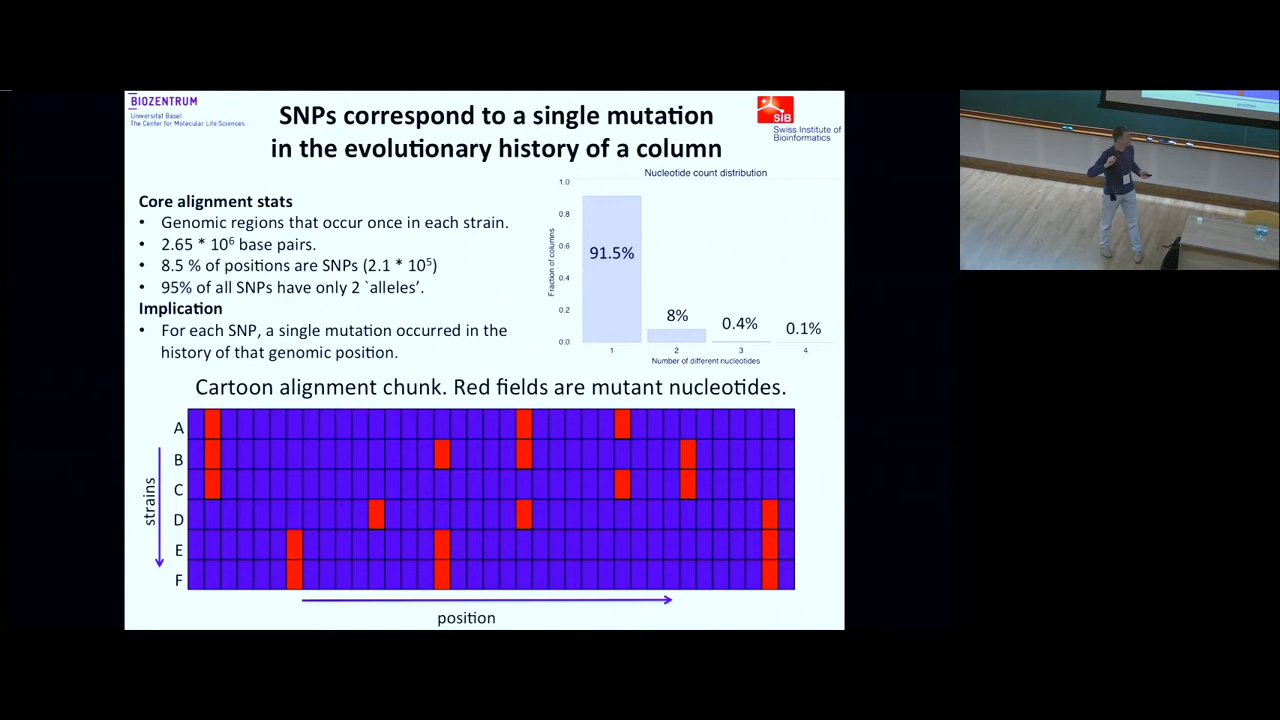 BIOZENTRUM
Universität Basel
The Center for Molecular Life Sciences
SNPs correspond to a single mutation
in the evolutionary history of a column
SIB
Swiss Institute of
Bioinformatics
Core alignment stats
• Genomic regions that occur once in each strain.
• 2.65 * 10⁶ base pairs.
• 8.5 % of positions are SNPs (2.1 * 10⁵)
• 95% of all SNPs have only 2 `alleles'.
Implication
• For each SNP, a single mutation occurred in the
history of that genomic position.
Nucleotide count distribution
Fraction of columns
1.0
0.8
0.6
0.4
0.2
0.0
91.5%
8%
0.4%
0.1%
1 2 3 4
Number of different nucleotides
Cartoon alignment chunk. Red fields are mutant nucleotides.
strains
A
B
C
D
E
F
position
position